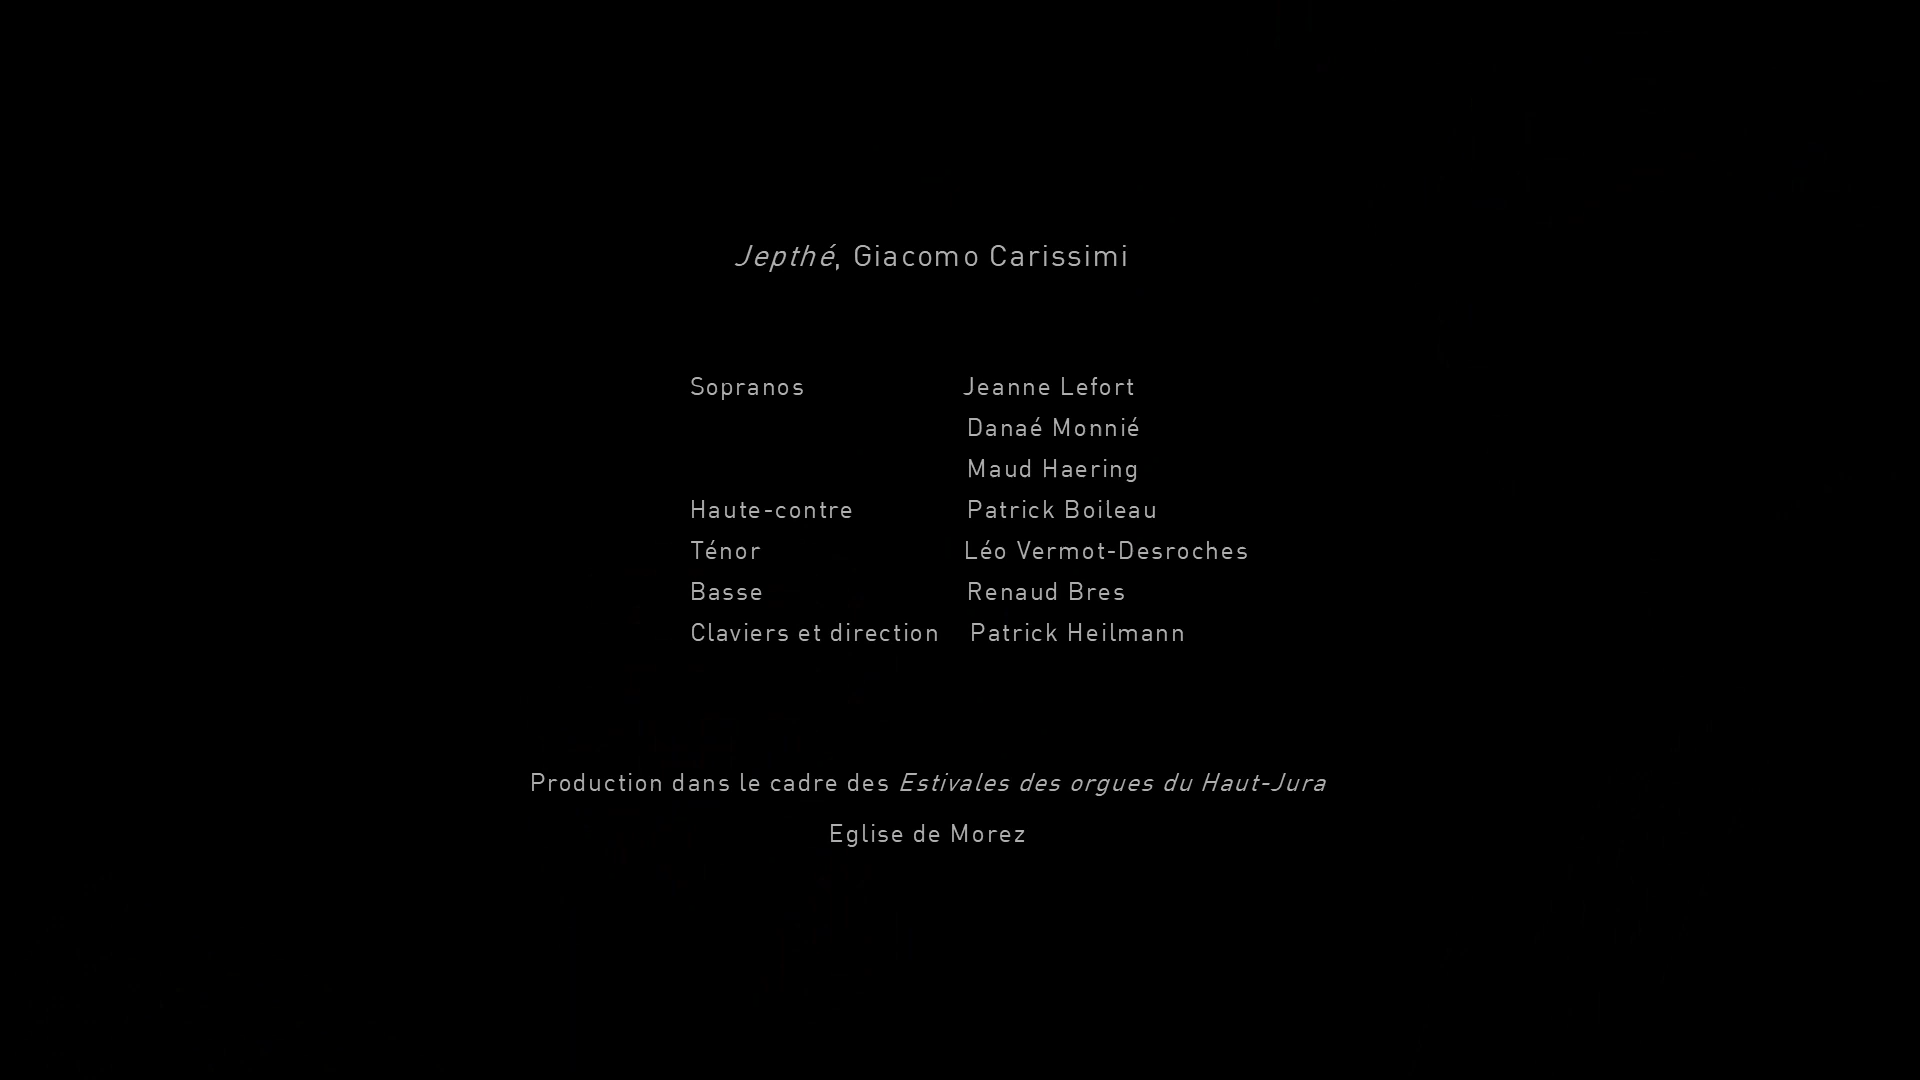 Jepthé, Giacomo Carissimi
Sopranos Jeanne Lefort
Danaé Monnié
Maud Haering
Haute-contre Patrick Boileau
Ténor Léo Vermot-Desroches
Basse Renaud Bres
Claviers et direction Patrick Heilmann
Production dans le cadre des Estivales des orgues du Haut-Jura
Eglise de Morez